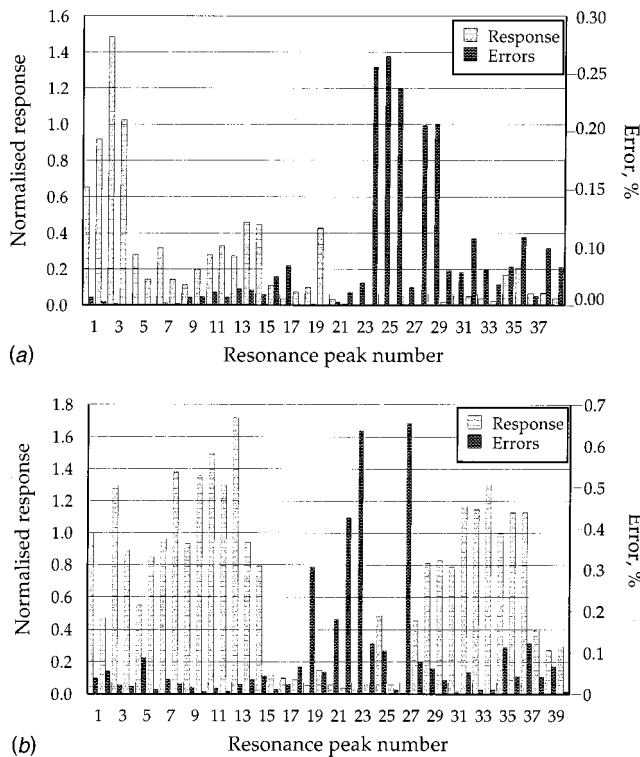 1.6
1.4
1.2
1.0
0.8
0.6
0.4
0.2
0.0
Normalised response
0.30
0.25
0.20
0.15
0.10
0.05
0.00
Error, %
Response
Errors
1 3 5 7 9 11 13 15 17 19 21 23 25 27 29 31 33 35 37
(a)
Resonance peak number
1.8
1.6
1.4
1.2
1.0
0.8
0.6
0.4
0.2
0.0
Normalised response
0.7
0.6
0.5
0.4
0.3
0.2
0.1
0
Error, %
Response
Errors
1 3 5 7 9 11 13 15 17 19 21 23 25 27 29 31 33 35 37 39
(b)
Resonance peak number